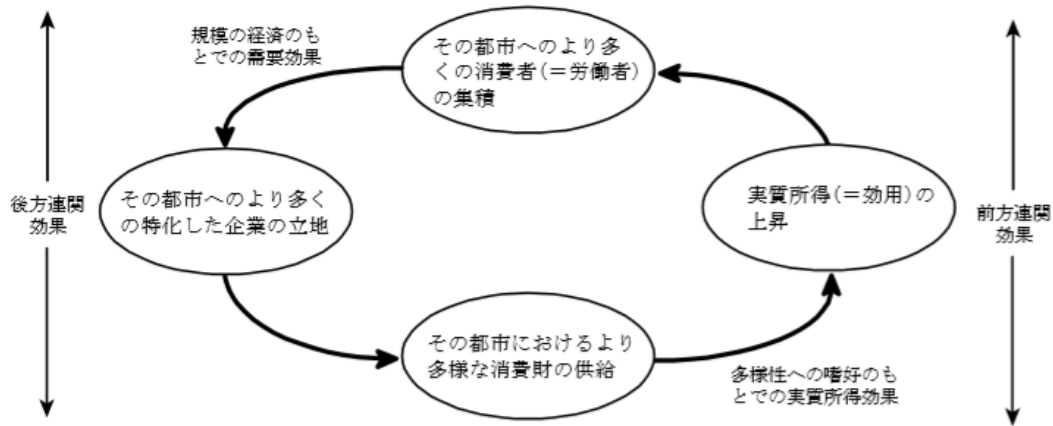 規模の経済のも
とでの需要効果
その都市へのより多
くの消費者(=労働者)
の集積
後方連関
効果
その都市へのより多く
の特化した企業の立地
実質所得(=効用)の
上昇
前方連関
効果
その都市におけるより
多様な消費財の供給
多様性への嗜好のも
とでの実質所得効果